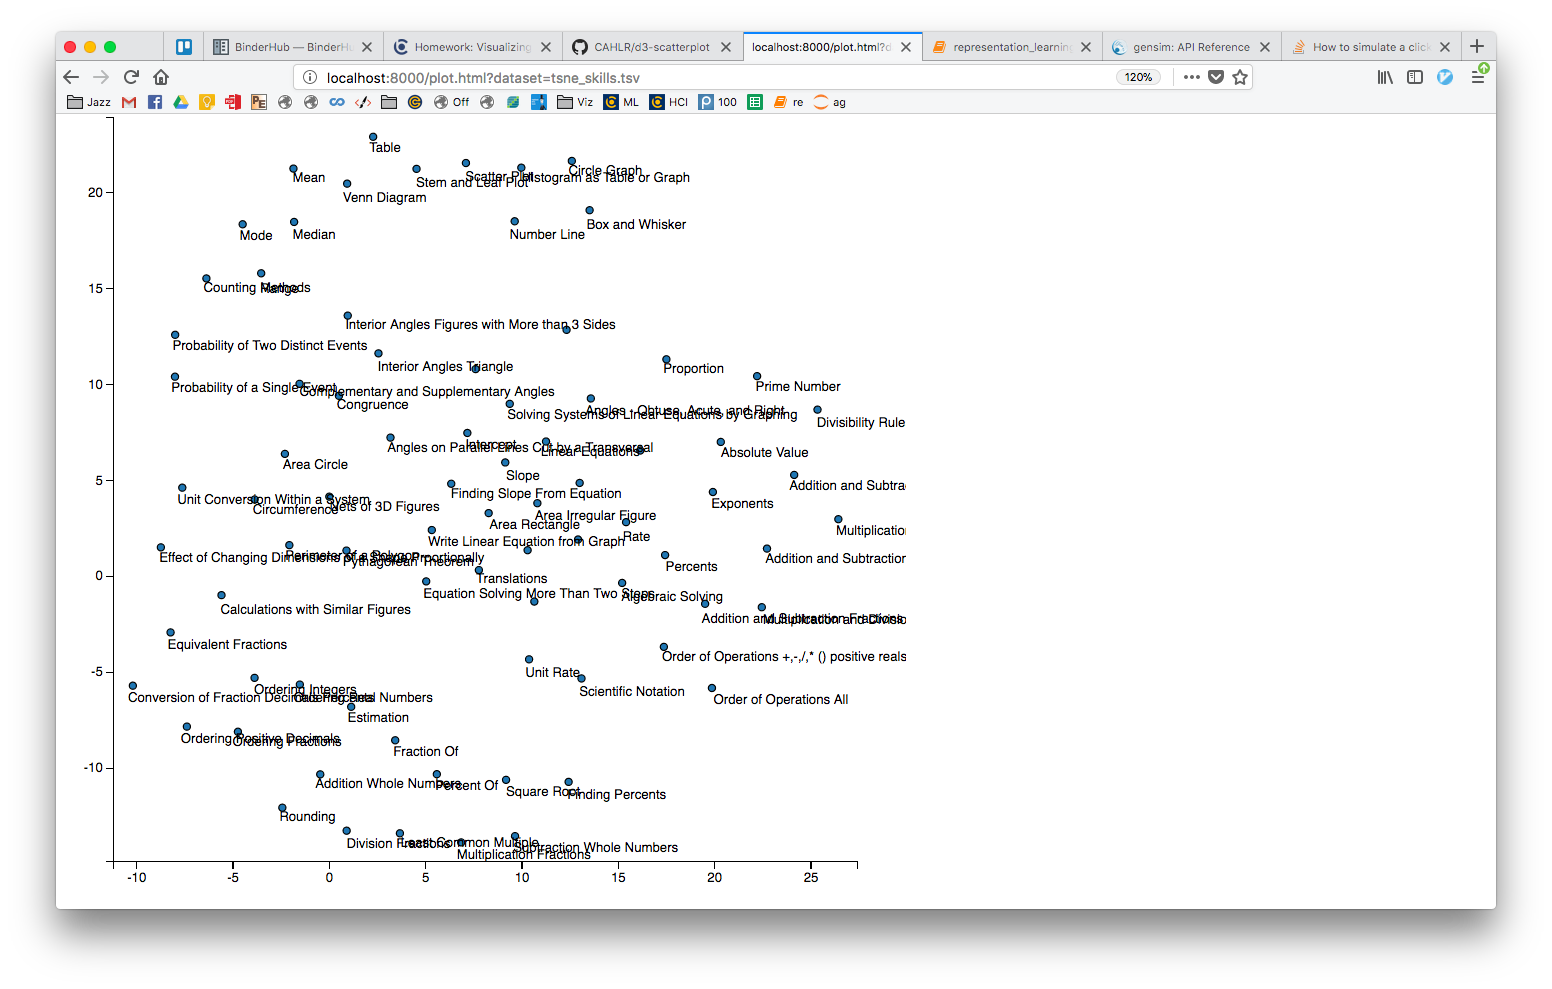 BinderHub — BinderHu
Homework: Visualizing
CAHLR/d3-scatterplot
localhost:8000/plot.html?d
representation_learning
gensim: API Reference
How to simulate a click
localhost:8000/plot.html?dataset=tsne_skills.tsv
120%
Jazz
PE
Off
Viz
ML
HCI
100
re
ag
Table
Circle Graph
Scatter Plot
Mean
Stem and Leaf Plot
Histogram as Table or Graph
20
Venn Diagram
Box and Whisker
Mode
Median
Number Line
15
Counting Methods
Range
Interior Angles Figures with More than 3 Sides
Probability of Two Distinct Events
Interior Angles Triangle
Proportion
10
Probability of a Single Event
Complementary and Supplementary Angles
Prime Number
Congruence
Angles - Obtuse, Acute, and Right
Solving Systems of Linear Equations by Graphing
Divisibility Rule
Intercept
Angles on Parallel Lines Cut by a Transversal
Linear Equations
Absolute Value
Area Circle
Slope
5
Addition and Subtra
Unit Conversion Within a System
Finding Slope From Equation
Circumference
Nets of 3D Figures
Exponents
Area Irregular Figure
Area Rectangle
Multiplication
Write Linear Equation from Graph
Rate
Effect of Changing Dimensions of a Shape Prportionally
Perimeter of a Polygon
Pythagorean Theorem
Addition and Subtraction
Percents
0
Translations
Equation Solving More Than Two Steps
Algebraic Solving
Calculations with Similar Figures
Addition and Subtraction Fractions
Multiplication and Divisio
Equivalent Fractions
Order of Operations +,-,/,* () positive reals
-5
Unit Rate
Ordering Integers
Scientific Notation
Conversion of Fraction Decimals Percents
Ordering Real Numbers
Order of Operations All
Estimation
Ordering Positive Decimals
Ordering Fractions
Fraction Of
-10
Addition Whole Numbers
Percent Of
Square Root
Finding Percents
Rounding
Division Fractions
Least Common Multiple
Subtraction Whole Numbers
Multiplication Fractions
-10
-5
0
5
10
15
20
25